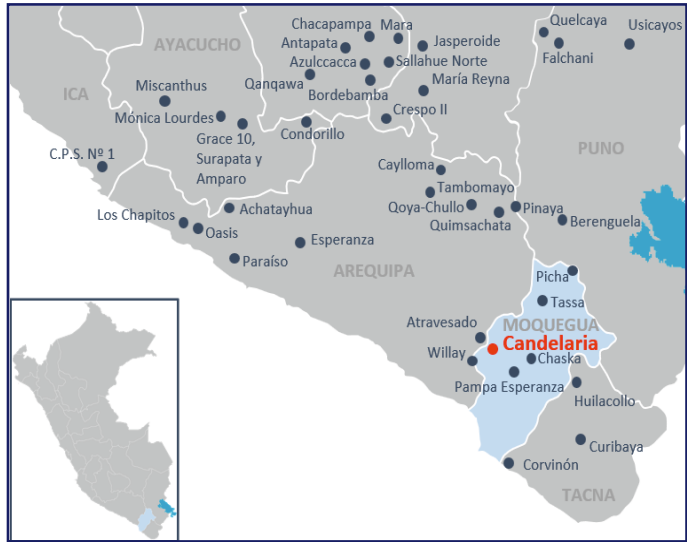 Chacapampa
Mara
Quelcaya
Usicayos
AYACUCHO
Antapata
Jasperoide
Falchani
Azulccacca
Sallahue Norte
Miscanthus
Qanqawa
María Reyna
ICA
Bordebamba
Mónica Lourdes
Crespo II
Grace 10,
Surapata y
Amparo
Condorillo
C.P.S. Nº 1
PUNO
Caylloma
Tambomayo
Achatayhua
Qoya-Chullo
Pinaya
Los Chapitos
Quimsachata
Berenguela
Oasis
Esperanza
Paraíso
AREQUIPA
Picha
Tassa
Atravesado
MOQUEGUA
Candelaria
Willay
Chaska
Pampa Esperanza
Huilacollo
Curibaya
Corvinón
TACNA